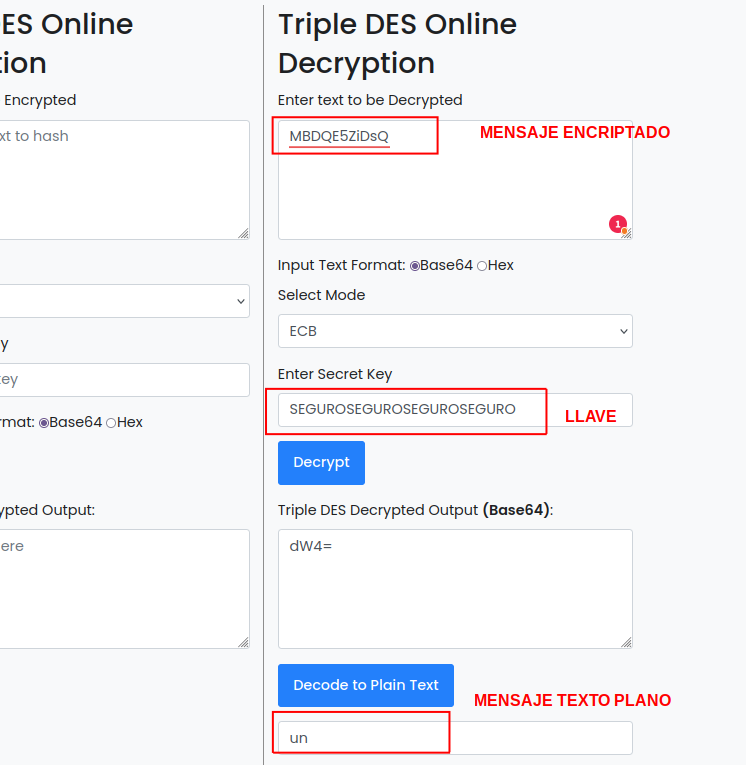 ES Online
tion
Encrypted
xt to hash
y
ey
rmat: Base64 Hex
ypted Output:
ere
Triple DES Online
Decryption
Enter text to be Decrypted
MBDQE5ZiDsQ
MENSAJE ENCRIPTADO
1
Input Text Format: Base64 Hex
Select Mode
ECB
Enter Secret Key
SEGUROSEGUROSEGUROSEGURO
LLAVE
Decrypt
Triple DES Decrypted Output (Base64):
dW4=
Decode to Plain Text
MENSAJE TEXTO PLANO
un